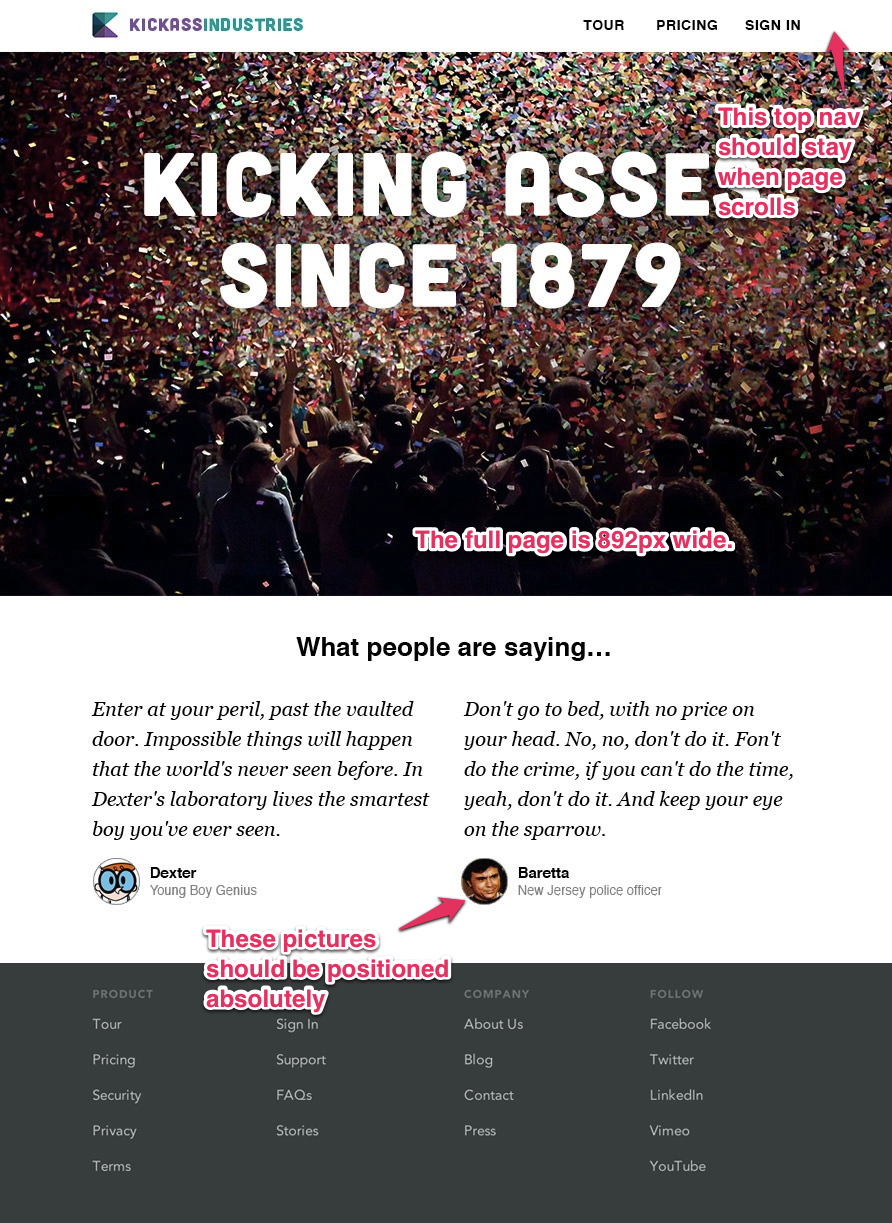 KICKASSINDUSTRIES
TOUR PRICING SIGN IN
This top nav
should stay
when page
scrolls
KICKING ASSE
SINCE 1879
The full page is 892px wide.
What people are saying…
Enter at your peril, past the vaulted
door. Impossible things will happen
that the world's never seen before. In
Dexter's laboratory lives the smartest
boy you've ever seen.
Dexter
Young Boy Genius
Don't go to bed, with no price on
your head. No, no, don't do it. Fon't
do the crime, if you can't do the time,
yeah, don't do it. And keep your eye
on the sparrow.
Baretta
New Jersey police officer
These pictures
should be positioned
absolutely
PRODUCT
Tour
Pricing
Security
Privacy
Terms
Sign In
Support
FAQs
Stories
COMPANY
About Us
Blog
Contact
Press
FOLLOW
Facebook
Twitter
LinkedIn
Vimeo
YouTube